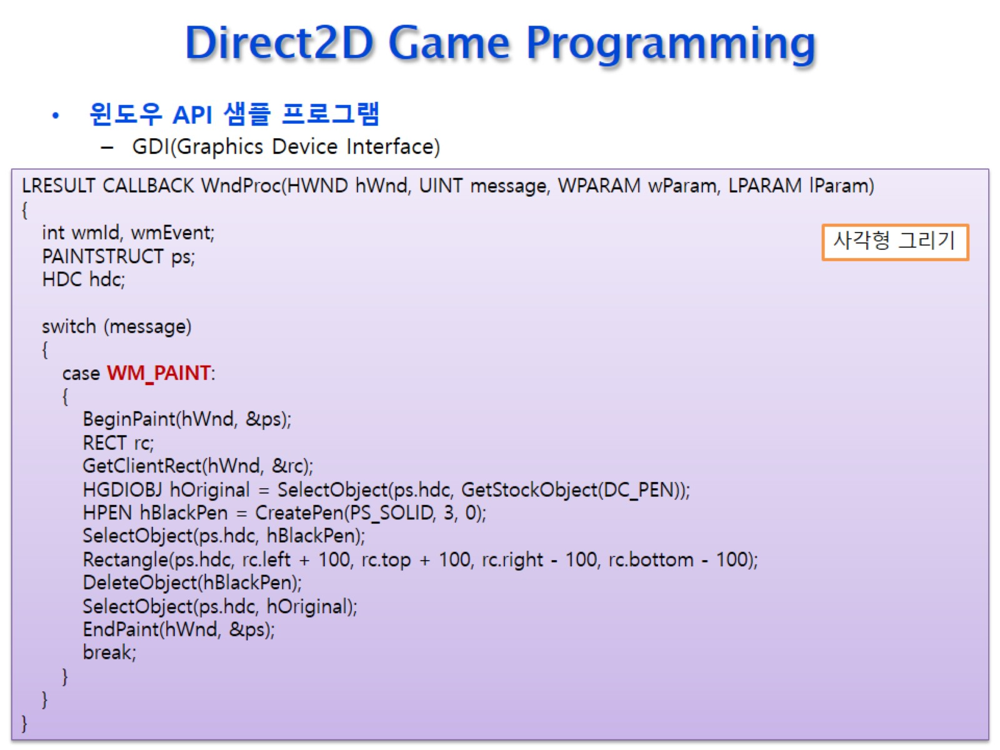 Direct2D Game Programming
• 윈도우 API 샘플 프로그램
– GDI(Graphics Device Interface)
LRESULT CALLBACK WndProc(HWND hWnd, UINT message, WPARAM wParam, LPARAM lParam)
{
int wmId, wmEvent;
사각형 그리기
PAINTSTRUCT ps;
HDC hdc;
switch (message)
{
case WM_PAINT:
{
BeginPaint(hWnd, &ps);
RECT rc;
GetClientRect(hWnd, &rc);
HGDIOBJ hOriginal = SelectObject(ps.hdc, GetStockObject(DC_PEN));
HPEN hBlackPen = CreatePen(PS_SOLID, 3, 0);
SelectObject(ps.hdc, hBlackPen);
Rectangle(ps.hdc, rc.left + 100, rc.top + 100, rc.right - 100, rc.bottom - 100);
DeleteObject(hBlackPen);
SelectObject(ps.hdc, hOriginal);
EndPaint(hWnd, &ps);
break;
}
}
}